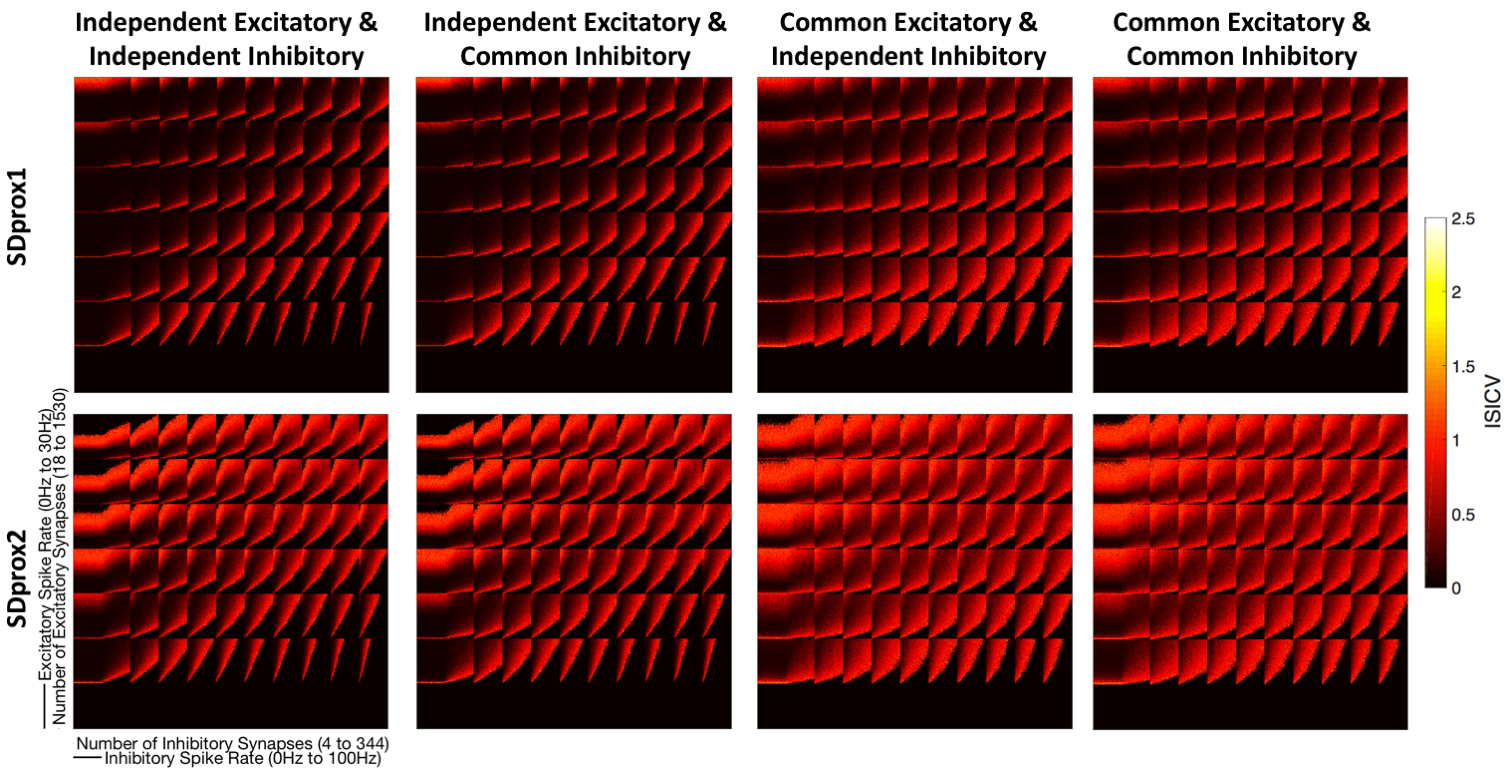 Independent Excitatory &
Independent Inhibitory
Independent Excitatory &
Common Inhibitory
Common Excitatory &
Independent Inhibitory
Common Excitatory &
Common Inhibitory
SDprox1
SDprox2
Excitatory Spike Rate (0Hz to 30Hz)
Number of Excitatory Synapses (18 to 1530)
Number of Inhibitory Synapses (4 to 344)
Inhibitory Spike Rate (0Hz to 100Hz)
2.5
2
1.5
1
0.5
0
ISICV